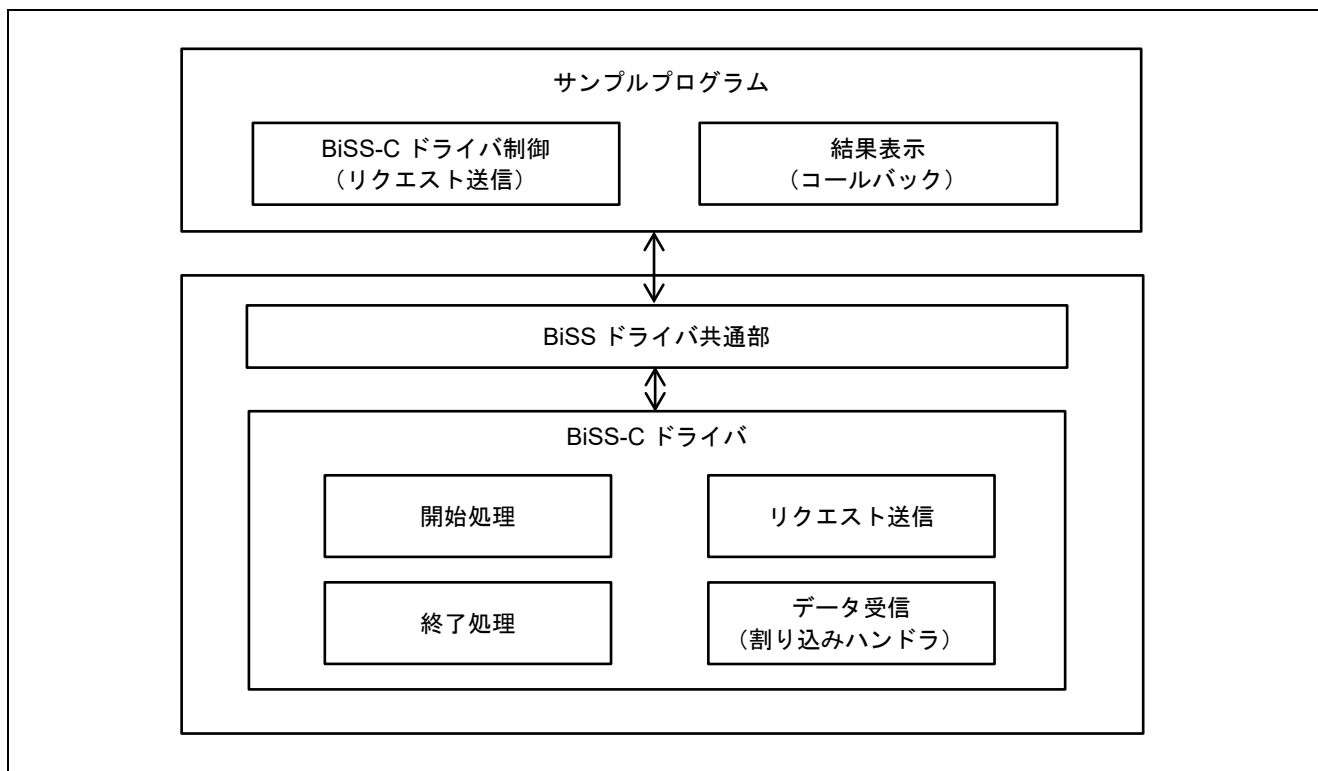 サンプルプログラム
BiSS-C ドライバ制御
（リクエスト送信）
結果表示
（コールバック）
BiSS ドライバ共通部
BiSS-C ドライバ
開始処理
リクエスト送信
終了処理
データ受信
（割り込みハンドラ）